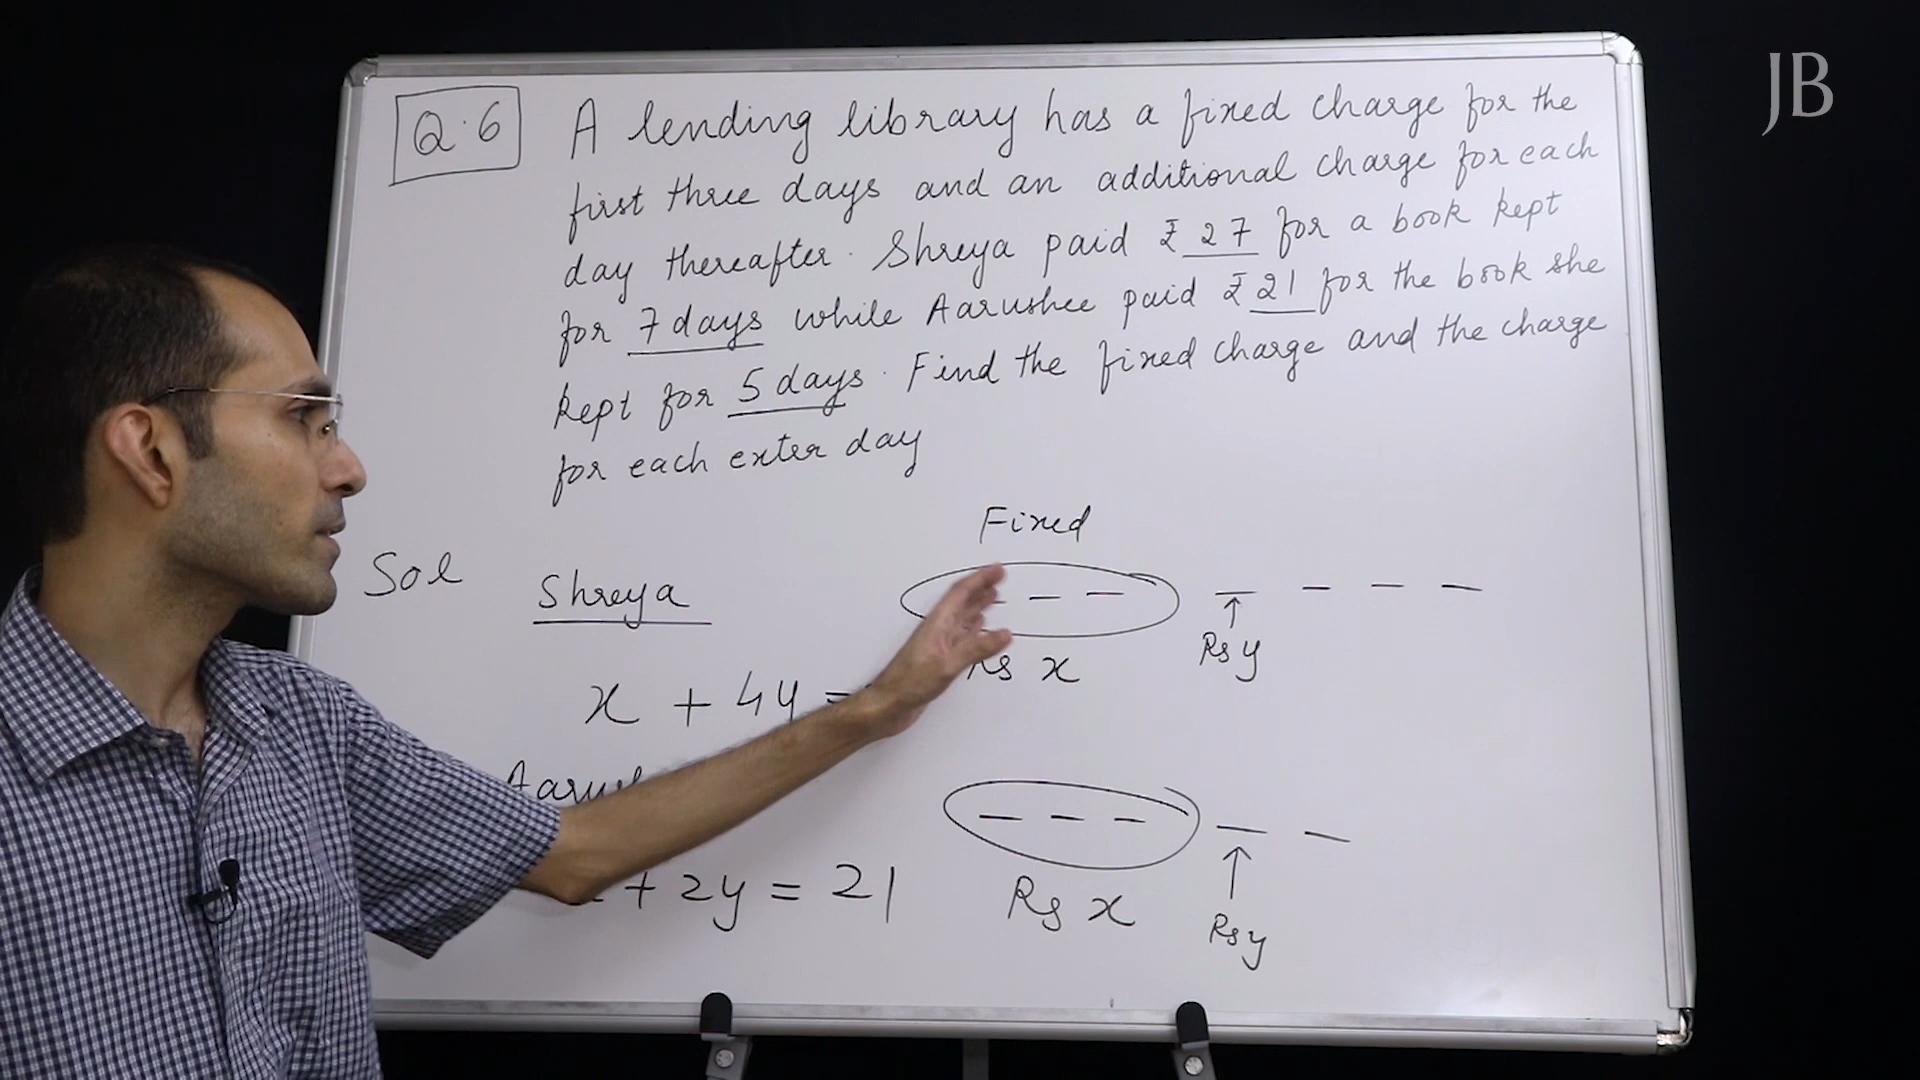 JB
Q.6 A lending library has a fixed charge for the
first three days and an additional charge for each
day thereafter. Shreya paid ₹ 27 for a book kept
for 7 days while Aarushee paid ₹ 21 for the book she
kept for 5 days. Find the fixed charge and the charge
for each exter day
Fixed
Sol Shreya
Rs y
Rs x
x + 4y =
Aarush
+ 2y = 21
Rs x
Rs y